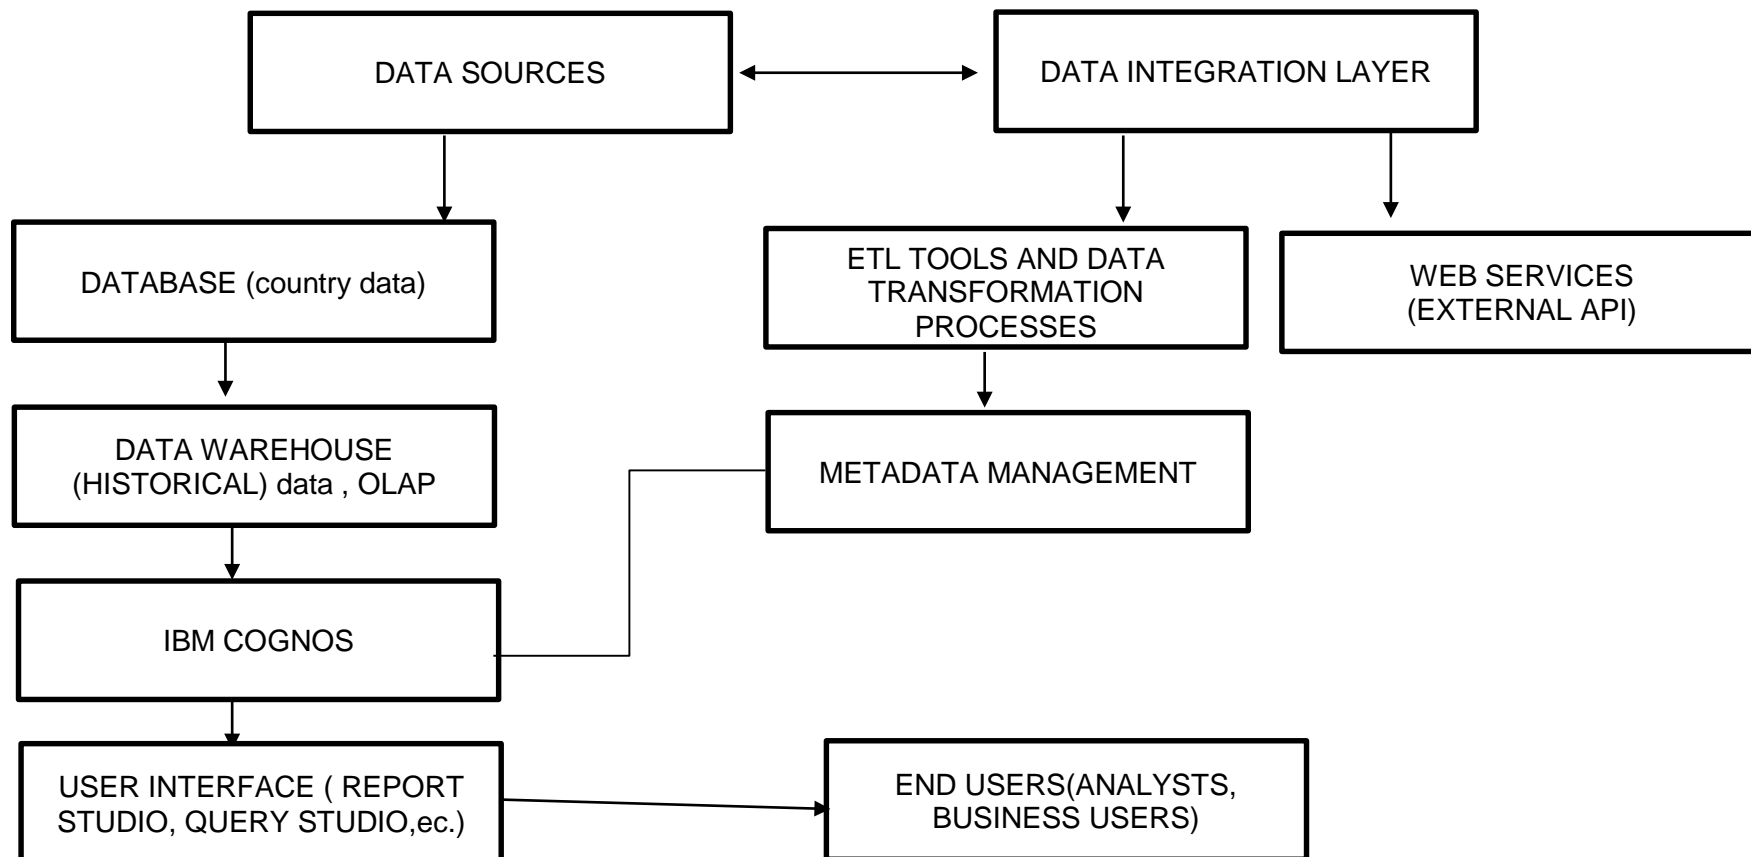 DATA SOURCES
DATA INTEGRATION LAYER
DATABASE (country data)
ETL TOOLS AND DATA
TRANSFORMATION
PROCESSES
WEB SERVICES
(EXTERNAL API)
DATA WAREHOUSE
(HISTORICAL) data , OLAP
METADATA MANAGEMENT
IBM COGNOS
USER INTERFACE ( REPORT
STUDIO, QUERY STUDIO,ec.)
END USERS(ANALYSTS,
BUSINESS USERS)